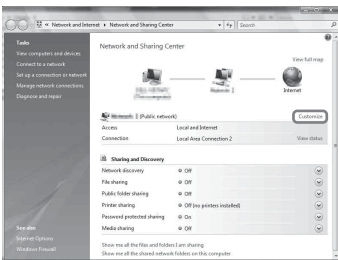 « Network and Internet ▸ Network and Sharing Center
Search
Tasks
View computers and devices
Connect to a network
Set up a connection or network
Manage network connections
Diagnose and repair
See also
Internet Options
Windows Firewall
Network and Sharing Center
View full map
Internet
(Public network)
Customize
Access Local and Internet
Connection Local Area Connection 2 View status
Sharing and Discovery
Network discovery Off
File sharing Off
Public folder sharing Off
Printer sharing Off (no printers installed)
Password protected sharing On
Media sharing Off
Show me all the files and folders I am sharing
Show me all the shared network folders on this computer